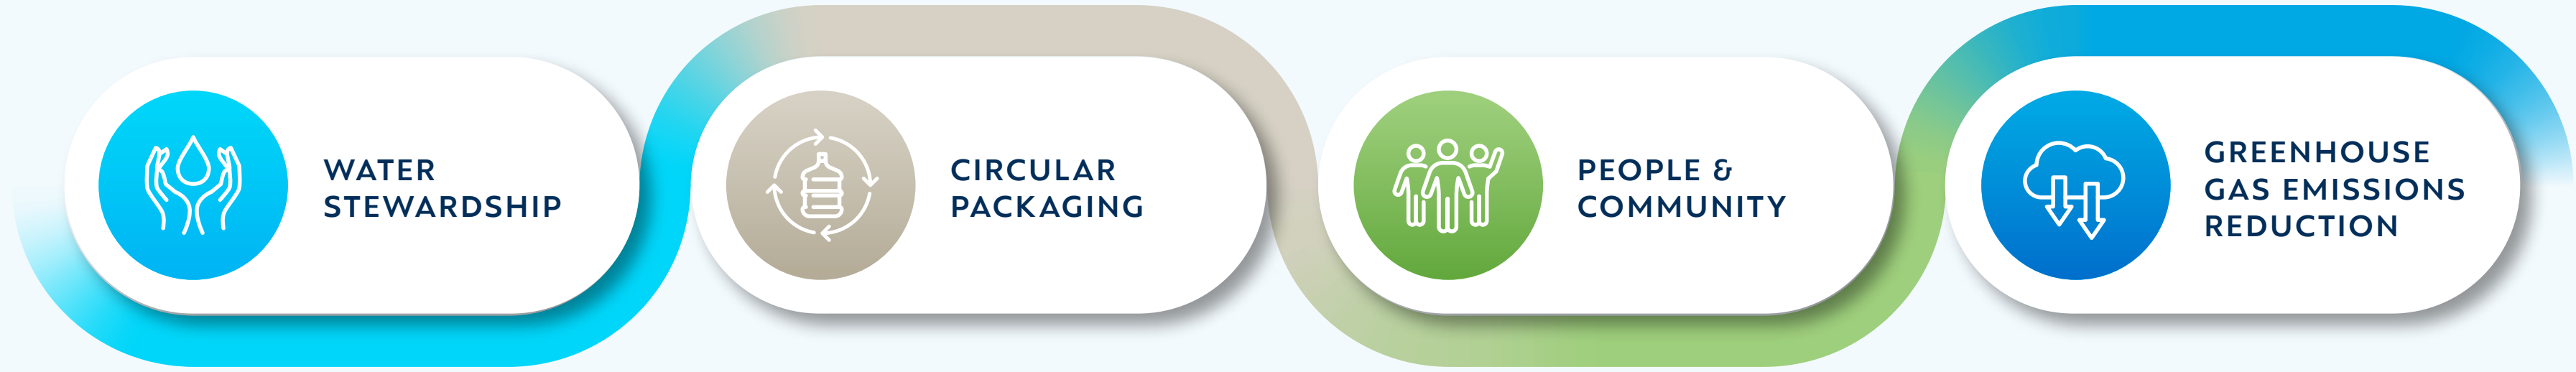 WATER
STEWARDSHIP
CIRCULAR
PACKAGING
PEOPLE &
COMMUNITY
GREENHOUSE
GAS EMISSIONS
REDUCTION